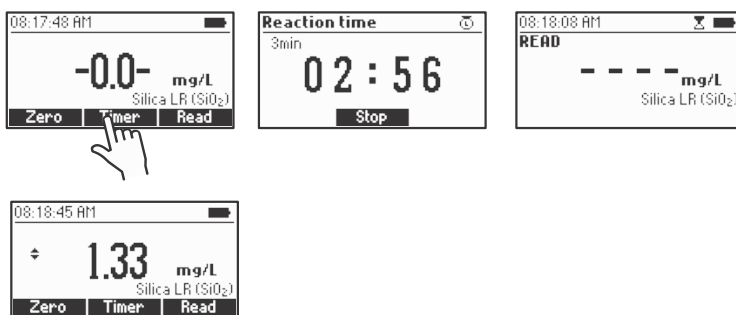 08:17:48 AM
-0.0- mg/L
Silica LR (SiO₂)
Zero Timer Read
Reaction time
3min
02:56
Stop
08:18:08 AM
READ
---- mg/L
Silica LR (SiO₂)
08:18:45 AM
1.33 mg/L
Silica LR (SiO₂)
Zero Timer Read